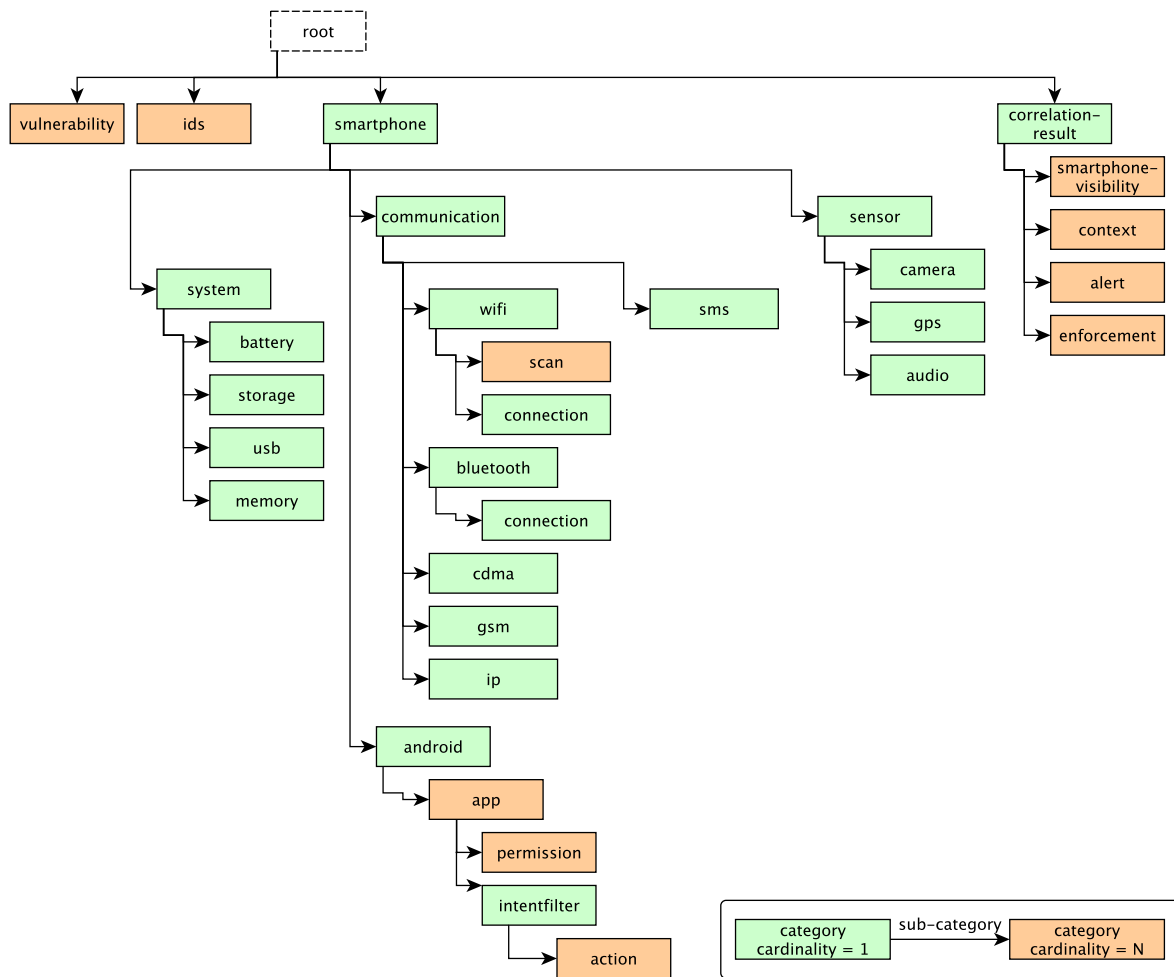 root
vulnerability
ids
smartphone
correlation-
result
smartphone-
visibility
communication
sensor
context
camera
system
alert
wifi
sms
gps
battery
enforcement
scan
audio
storage
connection
usb
bluetooth
memory
connection
cdma
gsm
ip
android
app
permission
intentfilter
action
category
cardinality = 1
sub-category
category
cardinality = N